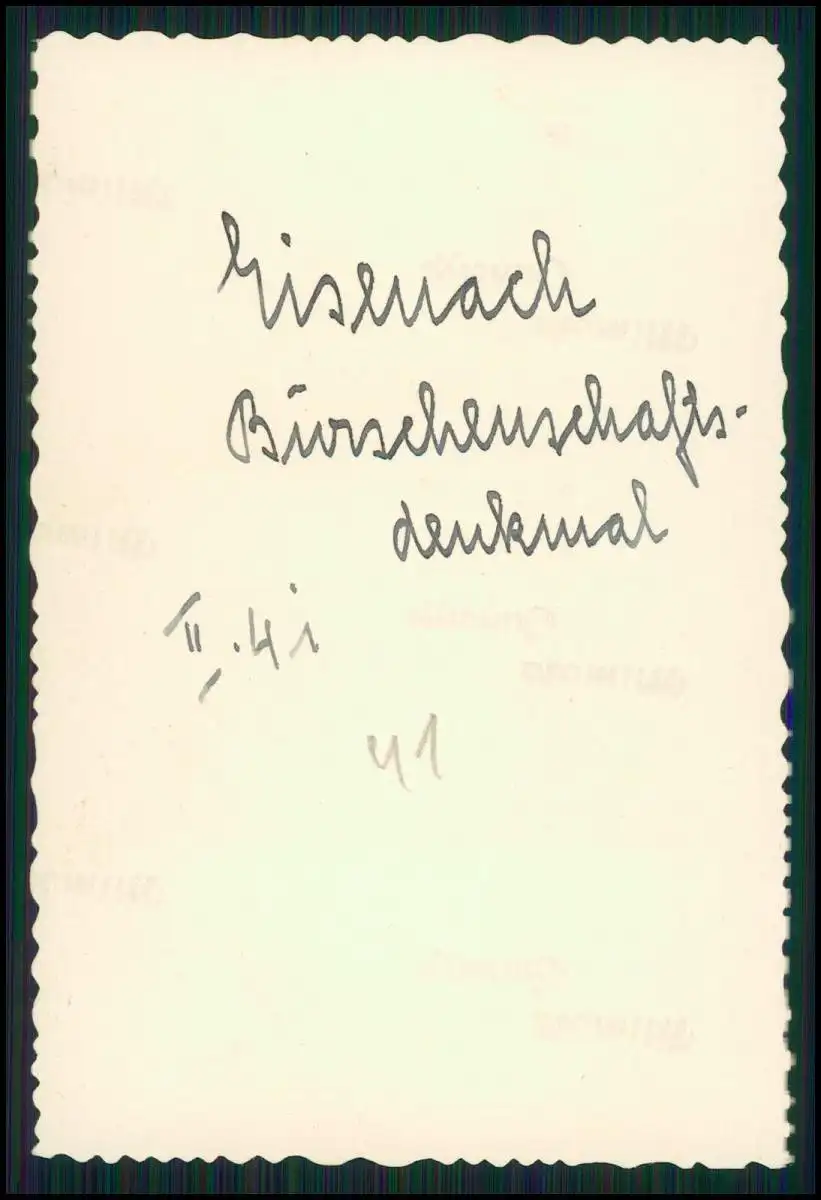 Eisenach
Burschenschafts-
denkmal
II. 41
41